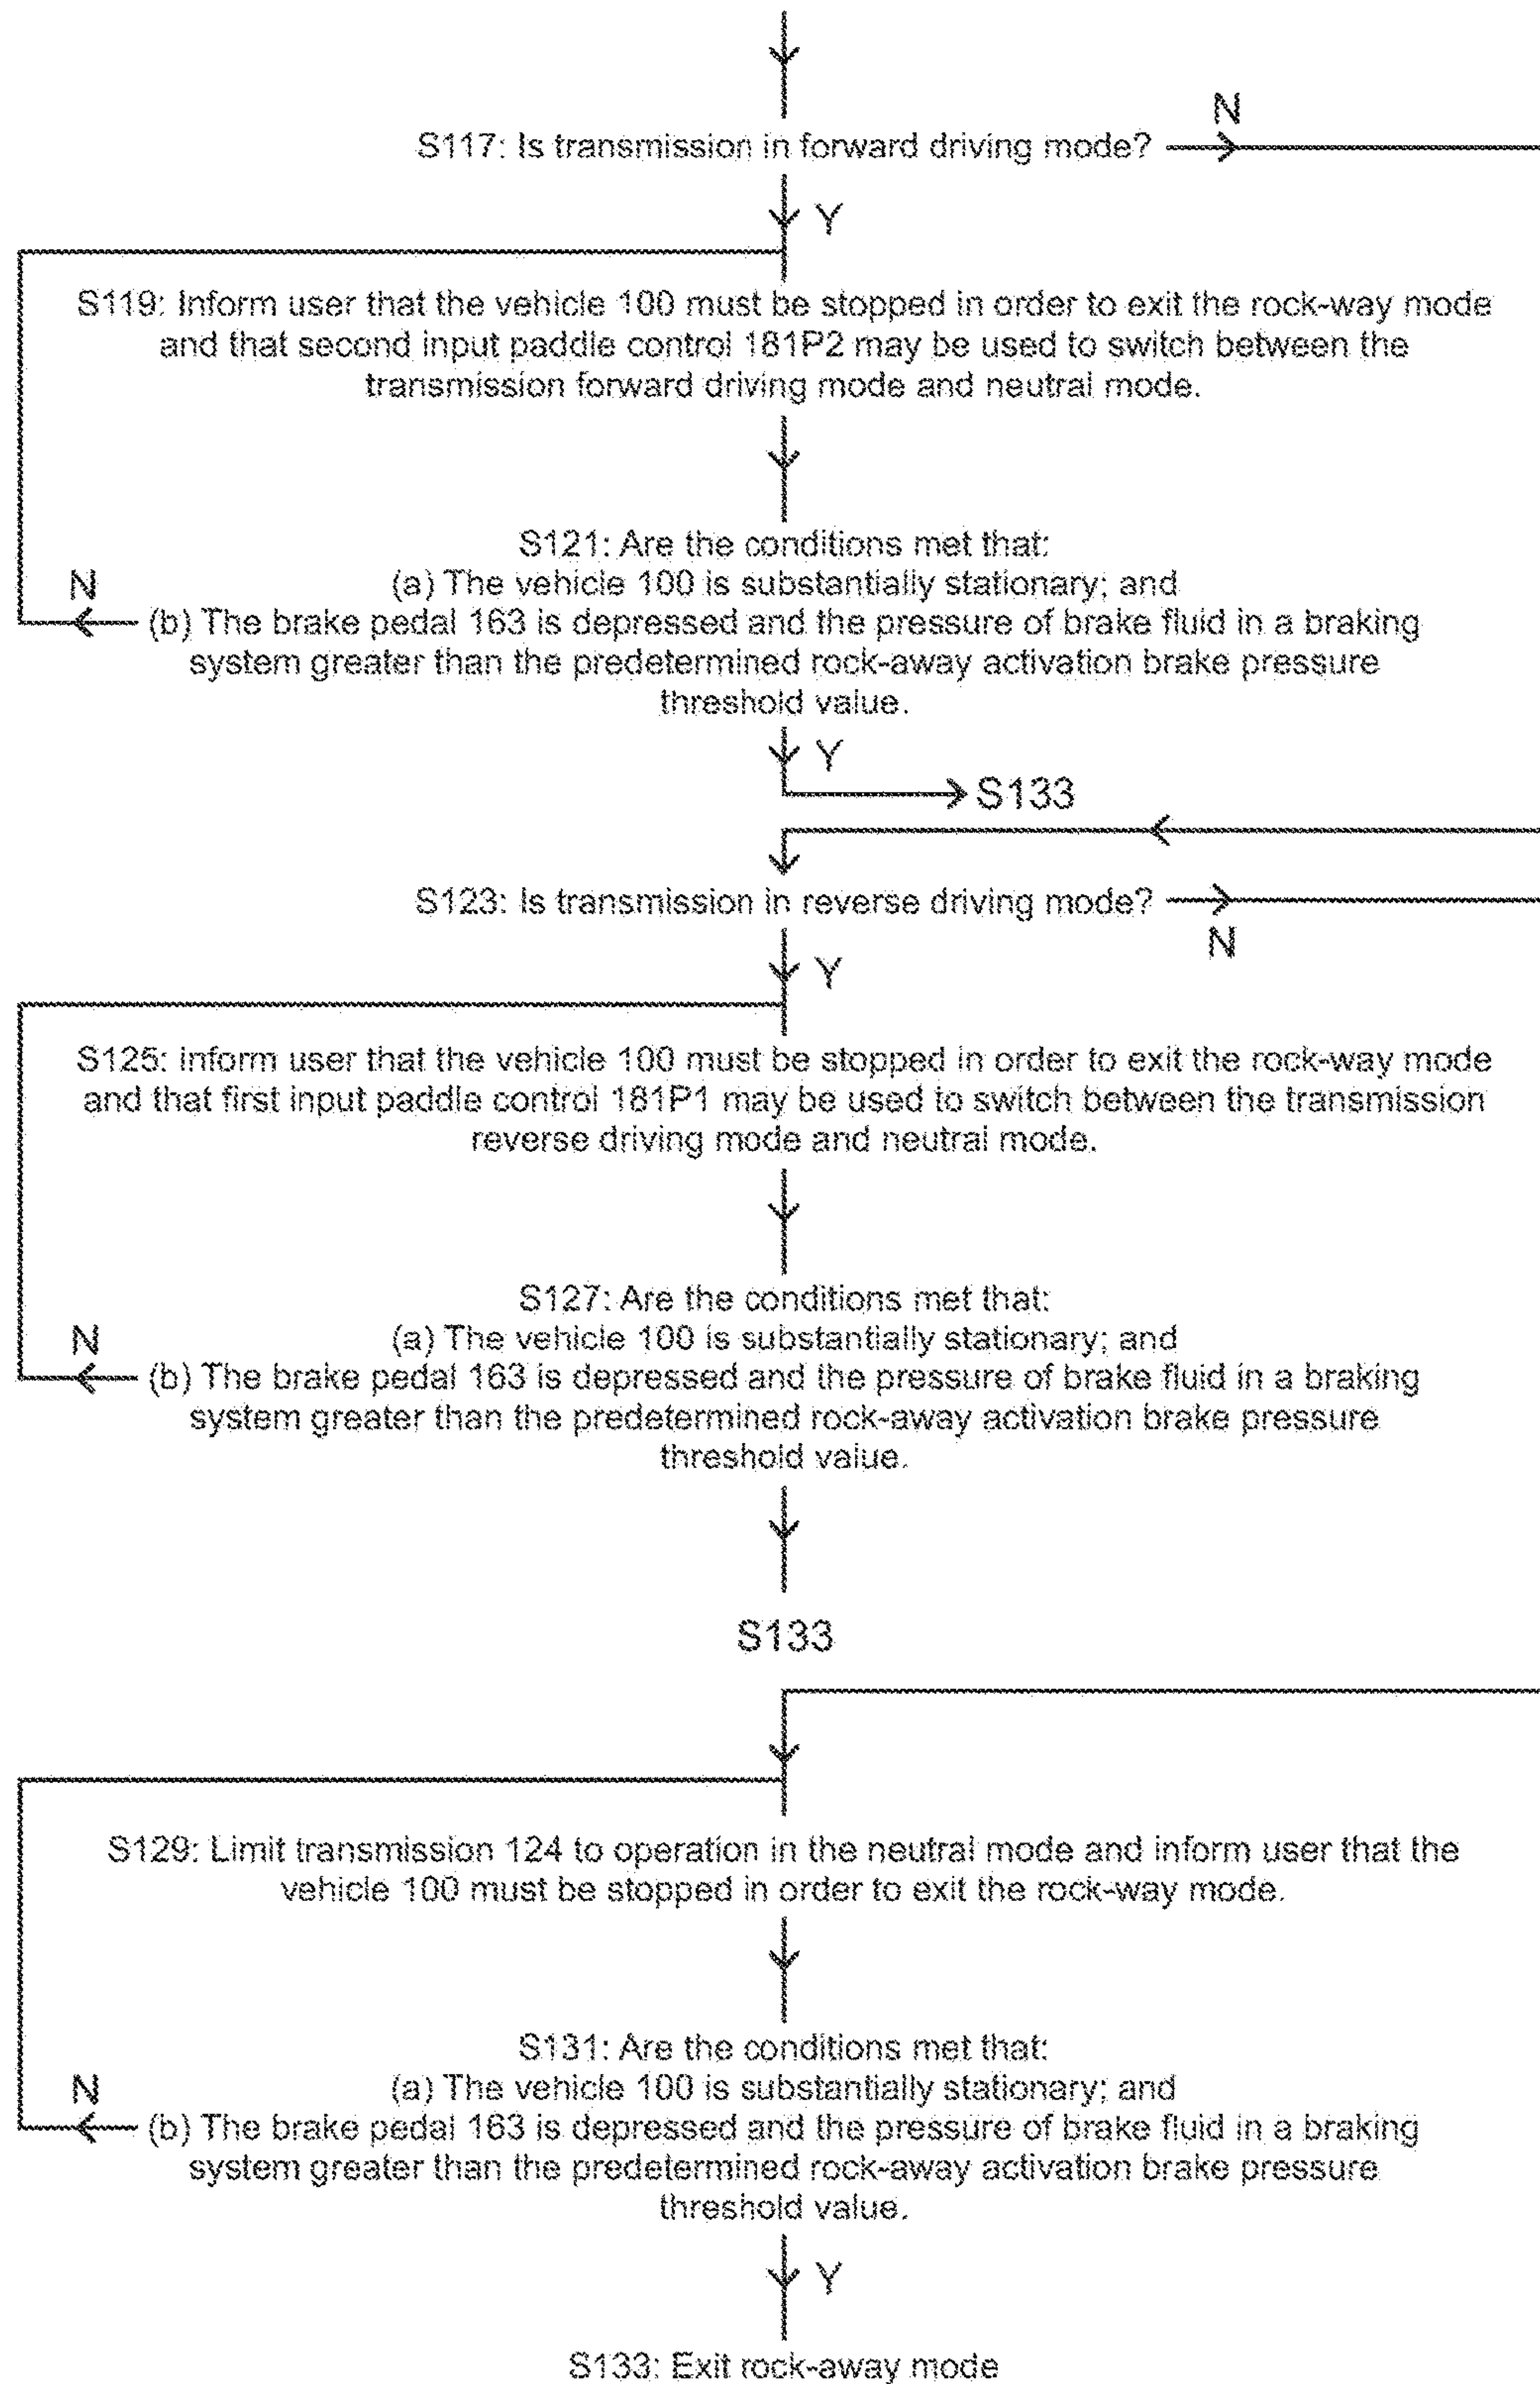 N
S117: Is transmission in forward driving mode?
Y
S119: Inform user that the vehicle 100 must be stopped in order to exit the rock-way mode
and that second input paddle control 181P2 may be used to switch between the
transmission forward driving mode and neutral mode.
S121: Are the conditions met that:
(a) The vehicle 100 is substantially stationary; and
N
(b) The brake pedal 163 is depressed and the pressure of brake fluid in a braking
system greater than the predetermined rock-away activation brake pressure
threshold value.
Y
S133
S123: Is transmission in reverse driving mode?
N
Y
S125: inform user that the vehicle 100 must be stopped in order to exit the rock-way mode
and that first input paddle control 181P1 may be used to switch between the transmission
reverse driving mode and neutral mode.
S127: Are the conditions met that:
(a) The vehicle 100 is substantially stationary; and
N
(b) The brake pedal 163 is depressed and the pressure of brake fluid in a braking
system greater than the predetermined rock-away activation brake pressure
threshold value.
S133
S129: Limit transmission 124 to operation in the neutral mode and inform user that the
vehicle 100 must be stopped in order to exit the rock-way mode.
S131: Are the conditions met that:
(a) The vehicle 100 is substantially stationary; and
N
(b) The brake pedal 163 is depressed and the pressure of brake fluid in a braking
system greater than the predetermined rock-away activation brake pressure
threshold value.
Y
S133: Exit rock-away mode